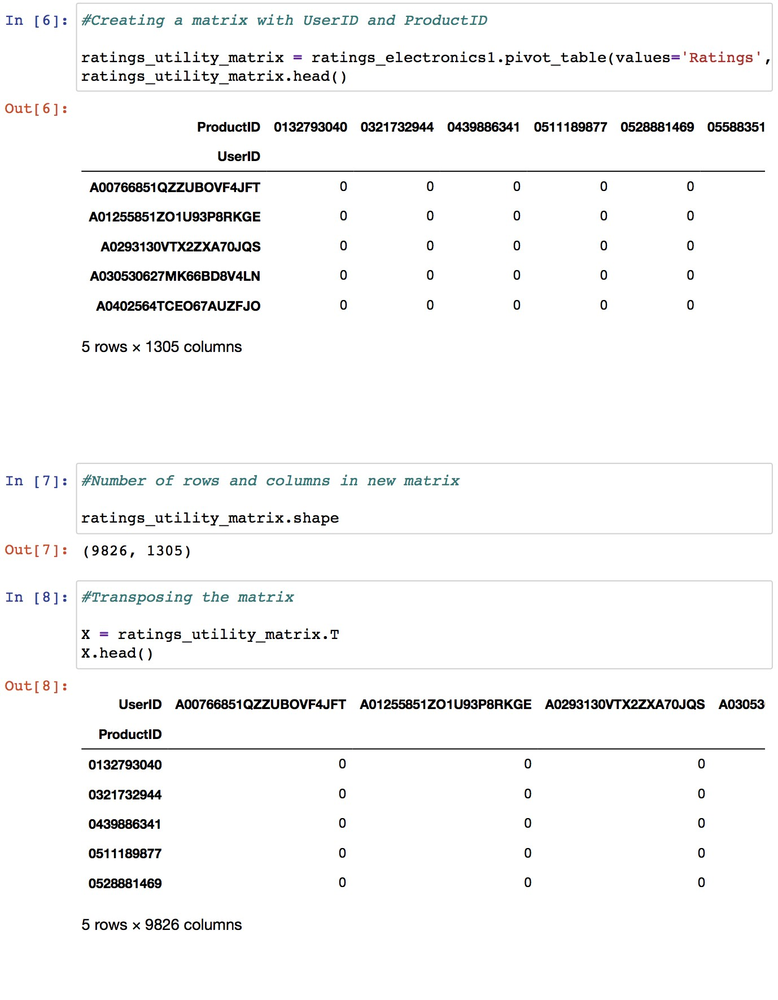 In [6]: #Creating a matrix with UserID and ProductID
ratings_utility_matrix = ratings_electronics1.pivot_table(values='Ratings',
ratings_utility_matrix.head()
Out[6]:
ProductID 0132793040 0321732944 0439886341 0511189877 0528881469 05588351
UserID
A00766851QZZUBOVF4JFT 0 0 0 0 0
A01255851ZO1U93P8RKGE 0 0 0 0 0
A0293130VTX2ZXA70JQS 0 0 0 0 0
A030530627MK66BD8V4LN 0 0 0 0 0
A0402564TCEO67AUZFJO 0 0 0 0 0
5 rows × 1305 columns
In [7]: #Number of rows and columns in new matrix
ratings_utility_matrix.shape
Out[7]: (9826, 1305)
In [8]: #Transposing the matrix
X = ratings_utility_matrix.T
X.head()
Out[8]:
UserID A00766851QZZUBOVF4JFT A01255851ZO1U93P8RKGE A0293130VTX2ZXA70JQS A03053
ProductID
0132793040 0 0 0
0321732944 0 0 0
0439886341 0 0 0
0511189877 0 0 0
0528881469 0 0 0
5 rows × 9826 columns